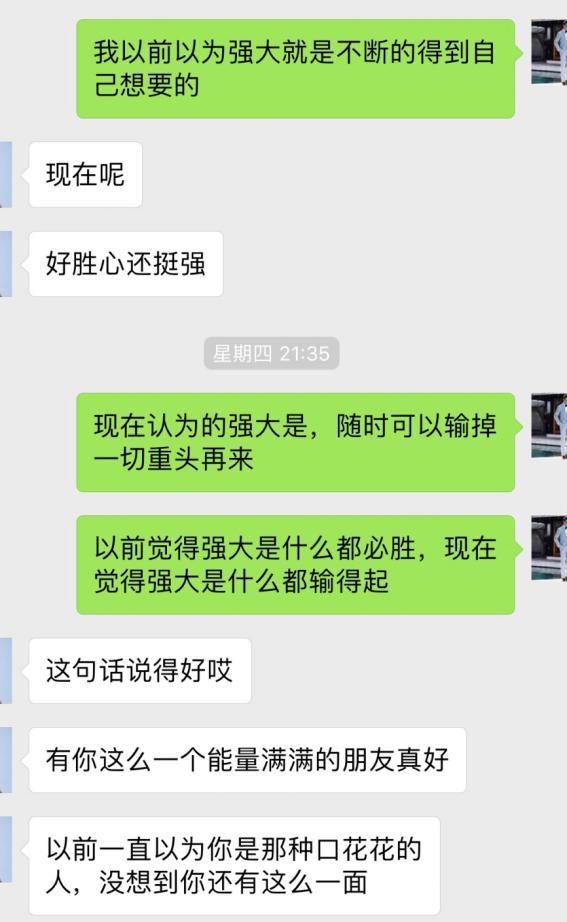 我以前以为强大就是不断的得到自
己想要的
现在呢
好胜心还挺强
星期四 21:35
现在认为的强大是，随时可以输掉
一切重头再来
以前觉得强大是什么都必胜，现在
觉得强大是什么都输得起
这句话说得好哎
有你这么一个能量满满的朋友真好
以前一直以为你是那种口花花的
人，没想到你还有这么一面